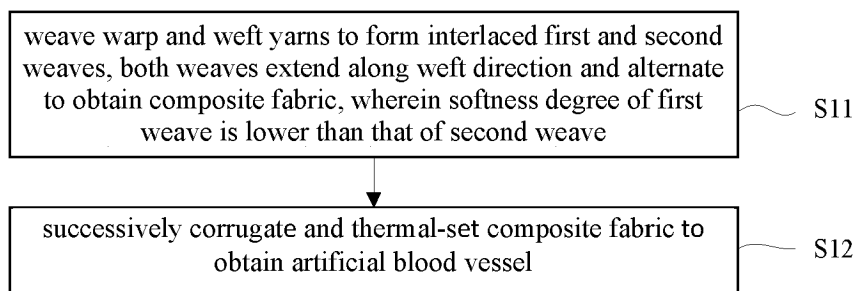 weave warp and weft yarns to form interlaced first and second
weaves, both weaves extend along weft direction and alternate
to obtain composite fabric, wherein softness degree of first
weave is lower than that of second weave
S11
successively corrugate and thermal-set composite fabric to
obtain artificial blood vessel
S12